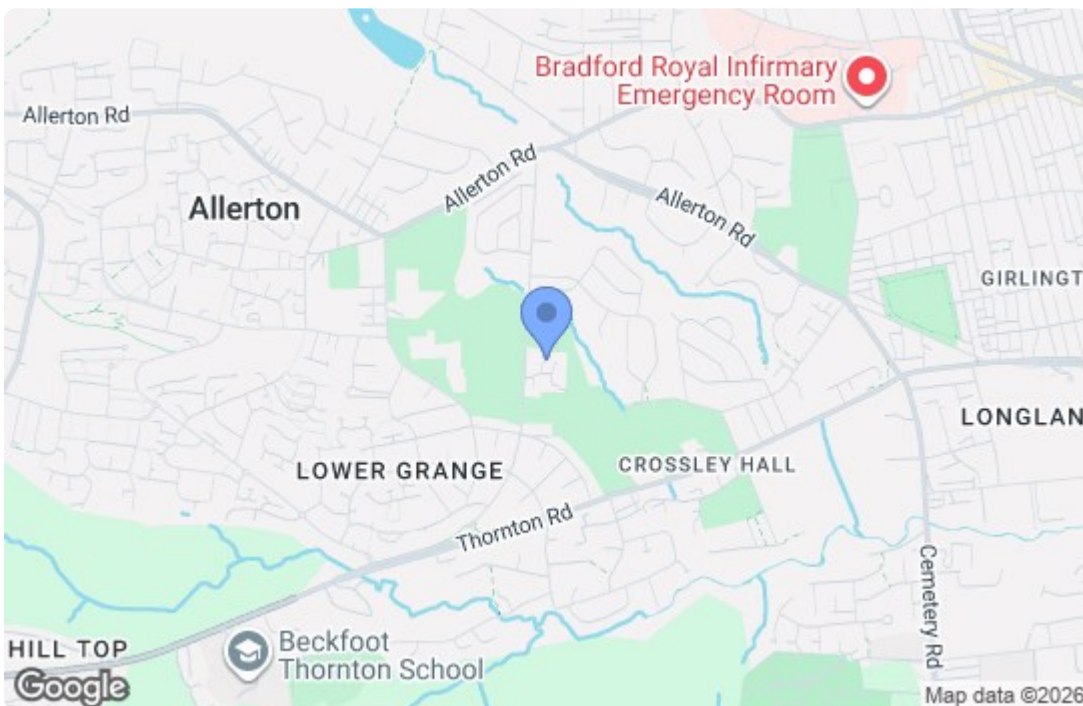 Bradford Royal Infirmary
Emergency Room
Allerton Rd
Allerton Rd
Allerton
Allerton Rd
GIRLINGT
LONGLAN
LOWER GRANGE
CROSSLEY HALL
Thornton Rd
Cemetery Rd
HILL TOP
Beckfoot
Thornton School
Google
Map data ©2026